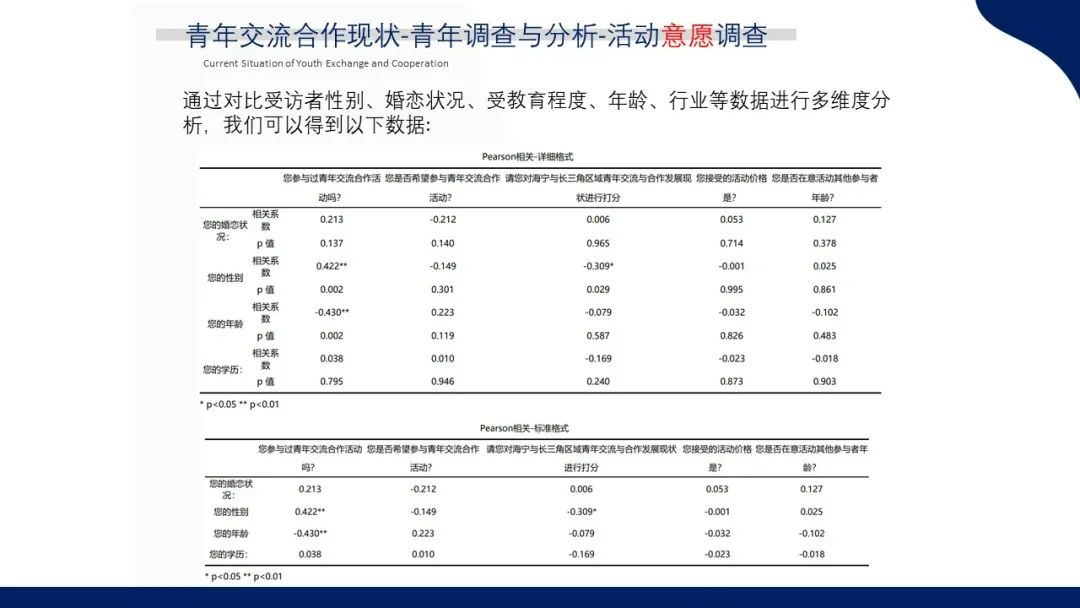 青年交流合作现状-青年调查与分析-活动意愿调查
Current Situation of Youth Exchange and Cooperation
通过对比受访者性别、婚恋状况、受教育程度、年龄、行业等数据进行多维度分
析，我们可以得到以下数据:
Pearson相关-详细格式
您参与过青年交流合作活 您是否希望参与青年交流合作 请您对海宁与长三角区域青年交流与合作发展现 您接受的活动价格 您是否在意活动其他参与者
动吗? 活动? 状进行打分 是? 年龄?
您的婚恋状况: 相关系数 0.213 -0.212 0.006 0.053 0.127
p 值 0.137 0.140 0.965 0.714 0.378
您的性别 相关系数 0.422** -0.149 -0.309* -0.001 0.025
p 值 0.002 0.301 0.029 0.995 0.861
您的年龄 相关系数 -0.430** 0.223 -0.079 -0.032 -0.102
p 值 0.002 0.119 0.587 0.826 0.483
您的学历: 相关系数 0.038 0.010 -0.169 -0.023 -0.018
p 值 0.795 0.946 0.240 0.873 0.903
* p<0.05 ** p<0.01
Pearson相关-标准格式
您参与过青年交流合作活动 您是否希望参与青年交流合作 请您对海宁与长三角区域青年交流与合作发展现状 您接受的活动价格 您是否在意活动其他参与者年
吗? 活动? 进行打分 是? 龄?
您的婚恋状况: 0.213 -0.212 0.006 0.053 0.127
您的性别 0.422** -0.149 -0.309* -0.001 0.025
您的年龄 -0.430** 0.223 -0.079 -0.032 -0.102
您的学历: 0.038 0.010 -0.169 -0.023 -0.018
* p<0.05 ** p<0.01